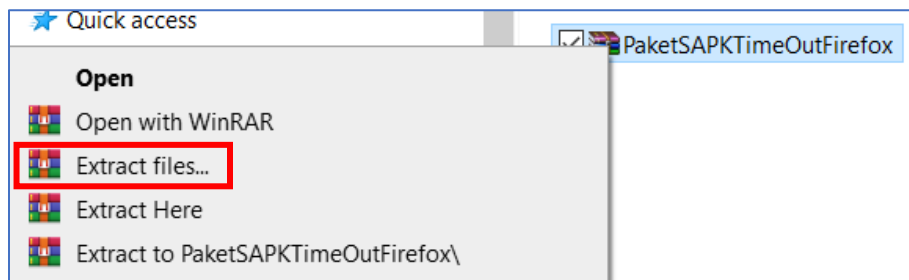 Quick access
PaketSAPKTimeOutFirefox
Open
Open with WinRAR
Extract files...
Extract Here
Extract to PaketSAPKTimeOutFirefox\